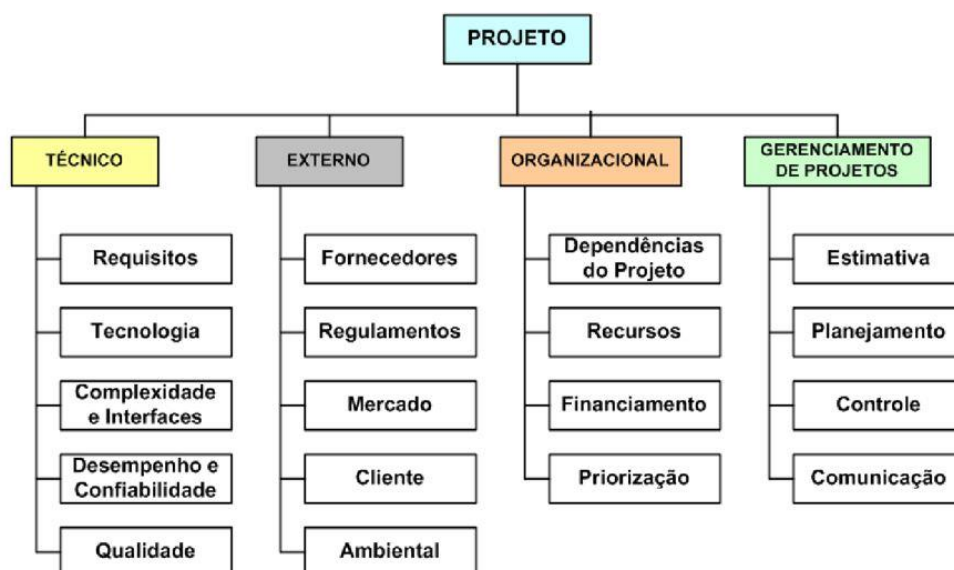 PROJETO
TÉCNICO
EXTERNO
ORGANIZACIONAL
GERENCIAMENTO
DE PROJETOS
Requisitos
Tecnologia
Complexidade
e Interfaces
Desempenho e
Confiabilidade
Qualidade
Fornecedores
Regulamentos
Mercado
Cliente
Ambiental
Dependências
do Projeto
Recursos
Financiamento
Priorização
Estimativa
Planejamento
Controle
Comunicação